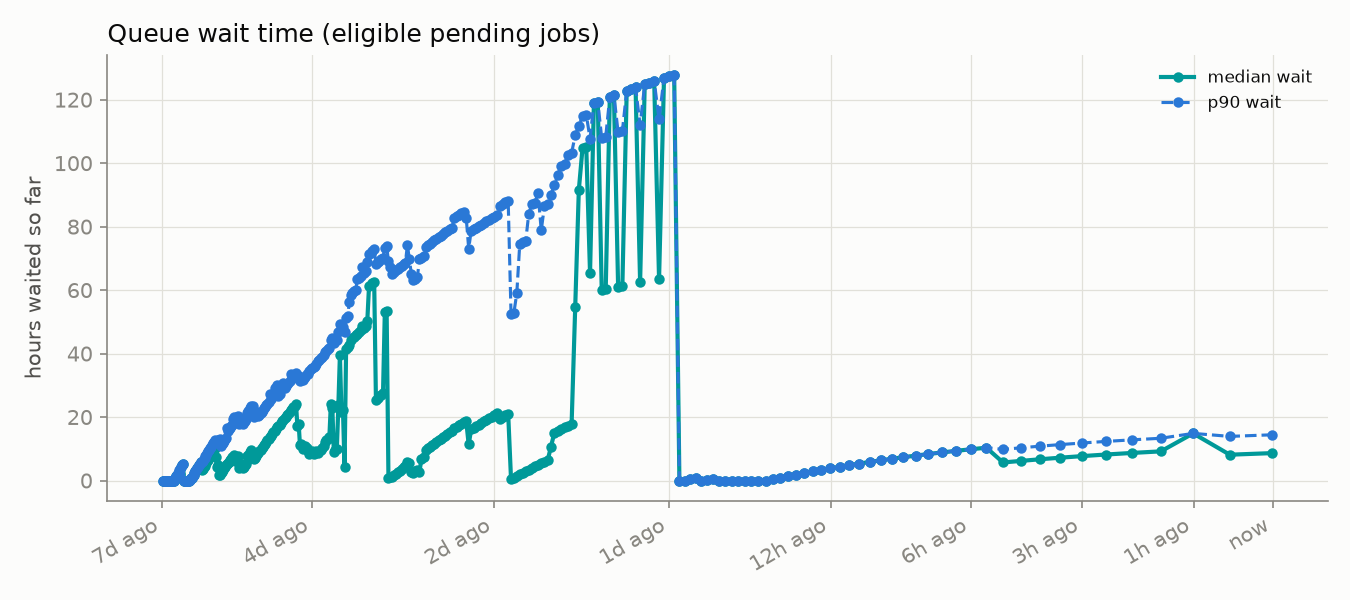 Queue wait time (eligible pending jobs)
median wait
p90 wait
hours waited so far
120
100
80
60
40
20
0
7d ago
4d ago
2d ago
1d ago
12h ago
6h ago
3h ago
1h ago
now